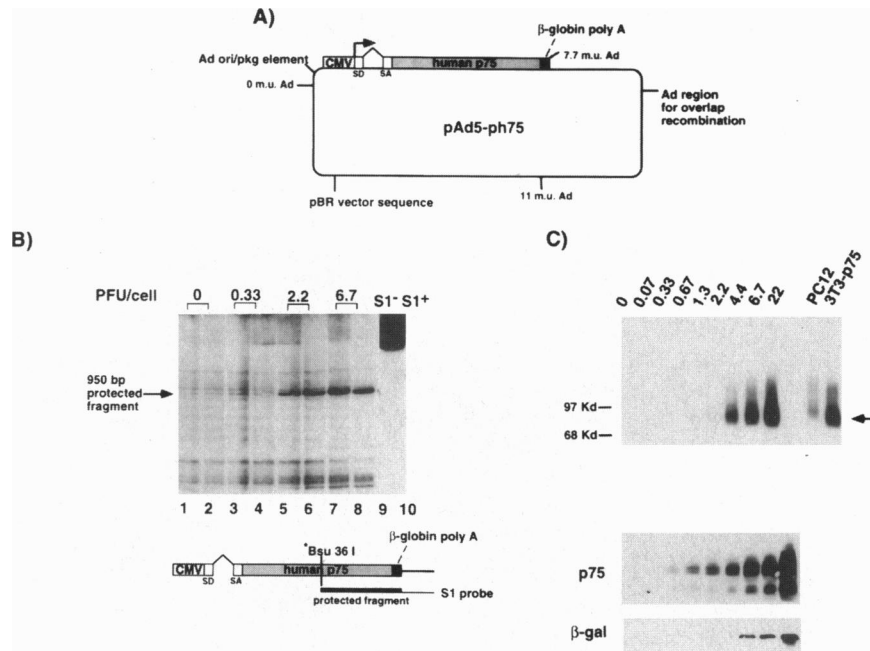 A)
β-globin poly A
Ad ori/pkg element
CMV
human p75
7.7 m.u. Ad
SD
SA
0 m.u. Ad
pAd5-ph75
Ad region
for overlap
recombination
pBR vector sequence
11 m.u. Ad
B)
PFU/cell
0 0.33 2.2 6.7 S1- S1+
950 bp
protected
fragment
1 2 3 4 5 6 7 8 9 10
*Bsu 36 I
β-globin poly A
CMV
human p75
SD
SA
S1 probe
protected fragment
C)
0 0.07 0.33 0.67 1.3 2.2 4.4 6.7 22 PC12 3T3-p75
97 Kd
68 Kd
p75
β-gal